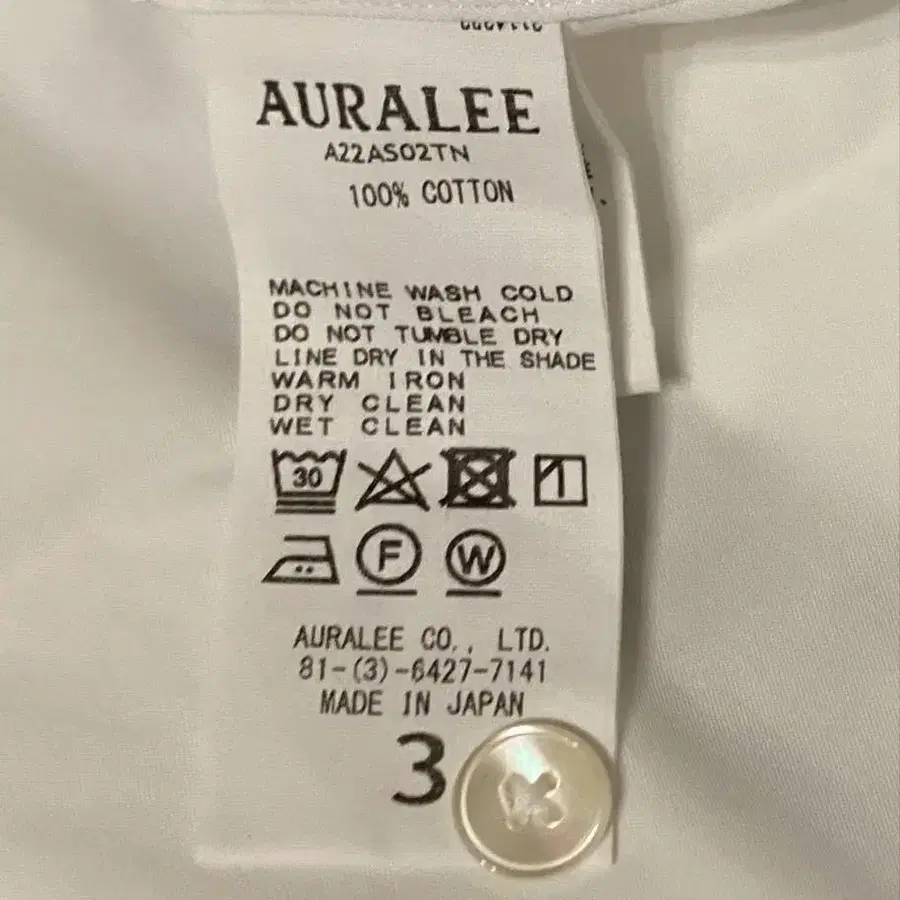 AURALEE
A22AS02TN
100% COTTON
MACHINE WASH COLD
DO NOT BLEACH
DO NOT TUMBLE DRY
LINE DRY IN THE SHADE
WARM IRON
DRY CLEAN
WET CLEAN
30
F W
AURALEE CO., LTD.
81-(3)-6427-7141
MADE IN JAPAN
3